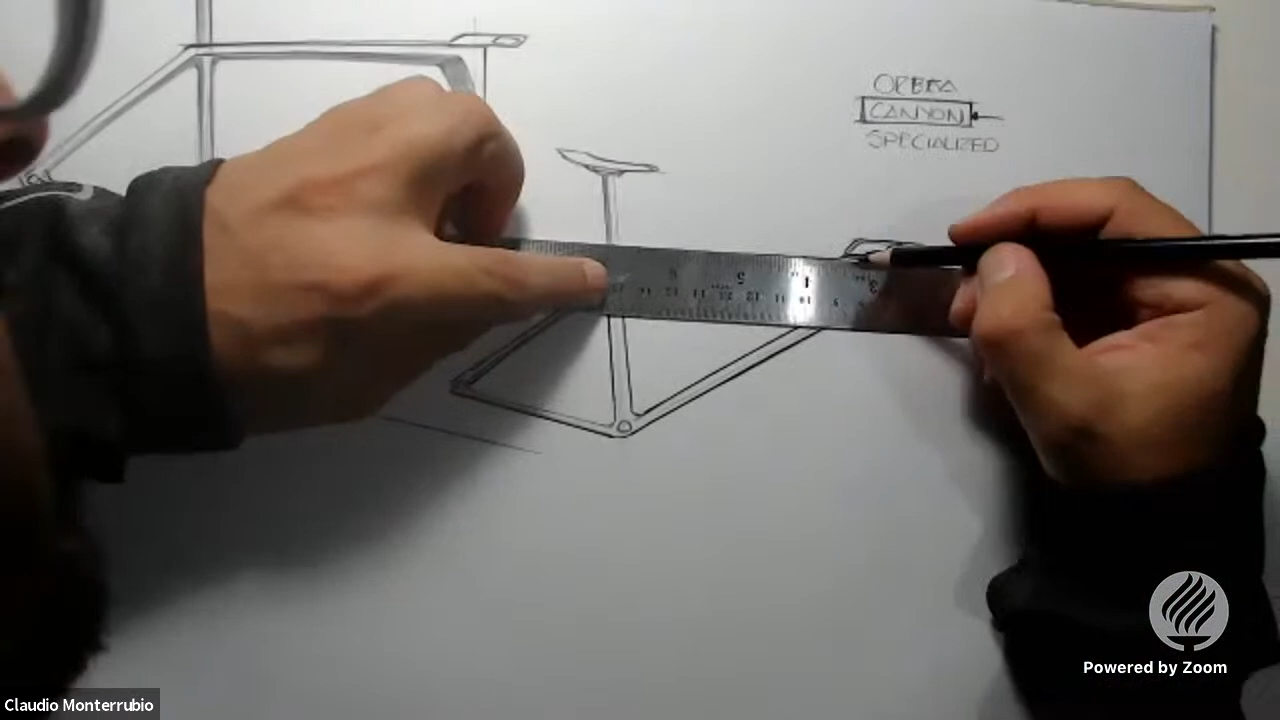 ORBEA
CANYON
SPECIALIZED
Powered by Zoom
Claudio Monterrubio